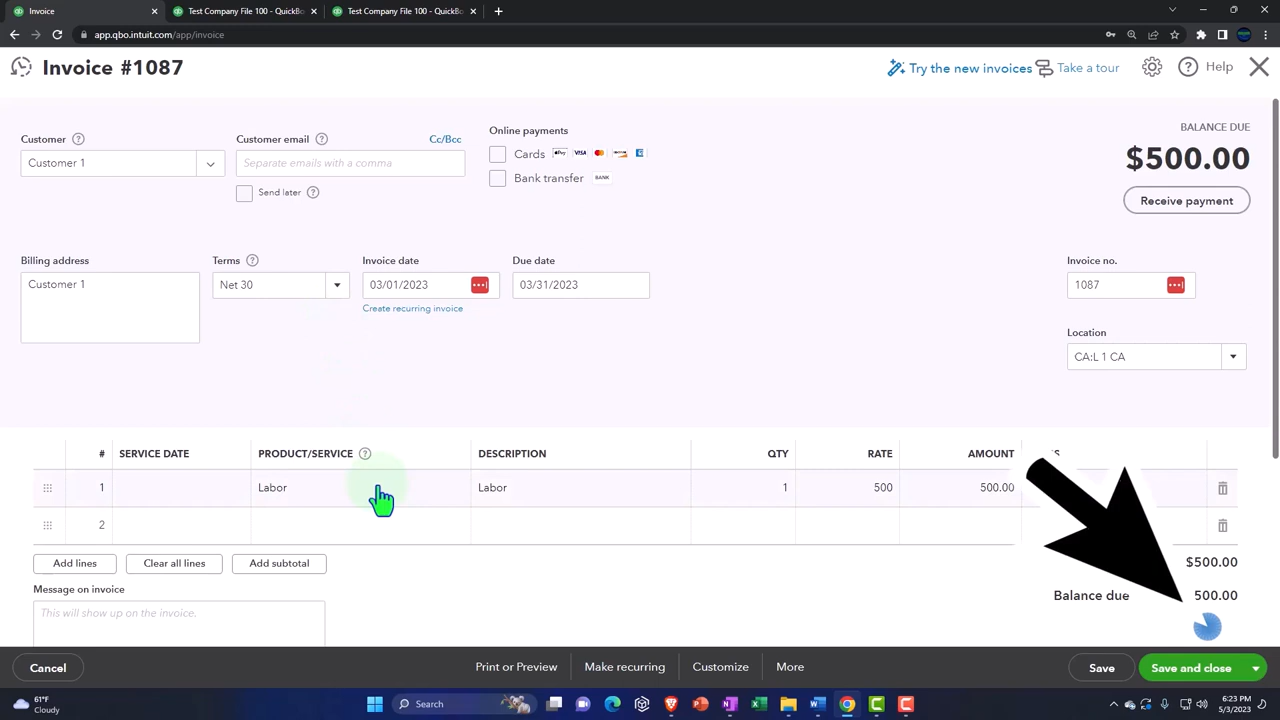 Invoice
Test Company File 100 - QuickBo
Test Company File 100 - QuickBo
app.qbo.intuit.com/app/invoice
Invoice #1087
Try the new invoices
Take a tour
Help
Customer
Customer email
Cc/Bcc
Online payments
BALANCE DUE
Customer 1
Separate emails with a comma
Cards
Pay VISA
$500.00
Send later
Bank transfer
BANK
Receive payment
Billing address
Terms
Invoice date
Due date
Invoice no.
Customer 1
Net 30
03/01/2023
03/31/2023
1087
Create recurring invoice
Location
CA:L 1 CA
# SERVICE DATE PRODUCT/SERVICE DESCRIPTION QTY RATE AMOUNT
1 Labor Labor 1 500 500.00
2
Add lines
Clear all lines
Add subtotal
$500.00
Message on invoice
Balance due 500.00
This will show up on the invoice.
Cancel
Print or Preview
Make recurring
Customize
More
Save
Save and close
61°F
Cloudy
Search
6:23 PM
5/3/2023